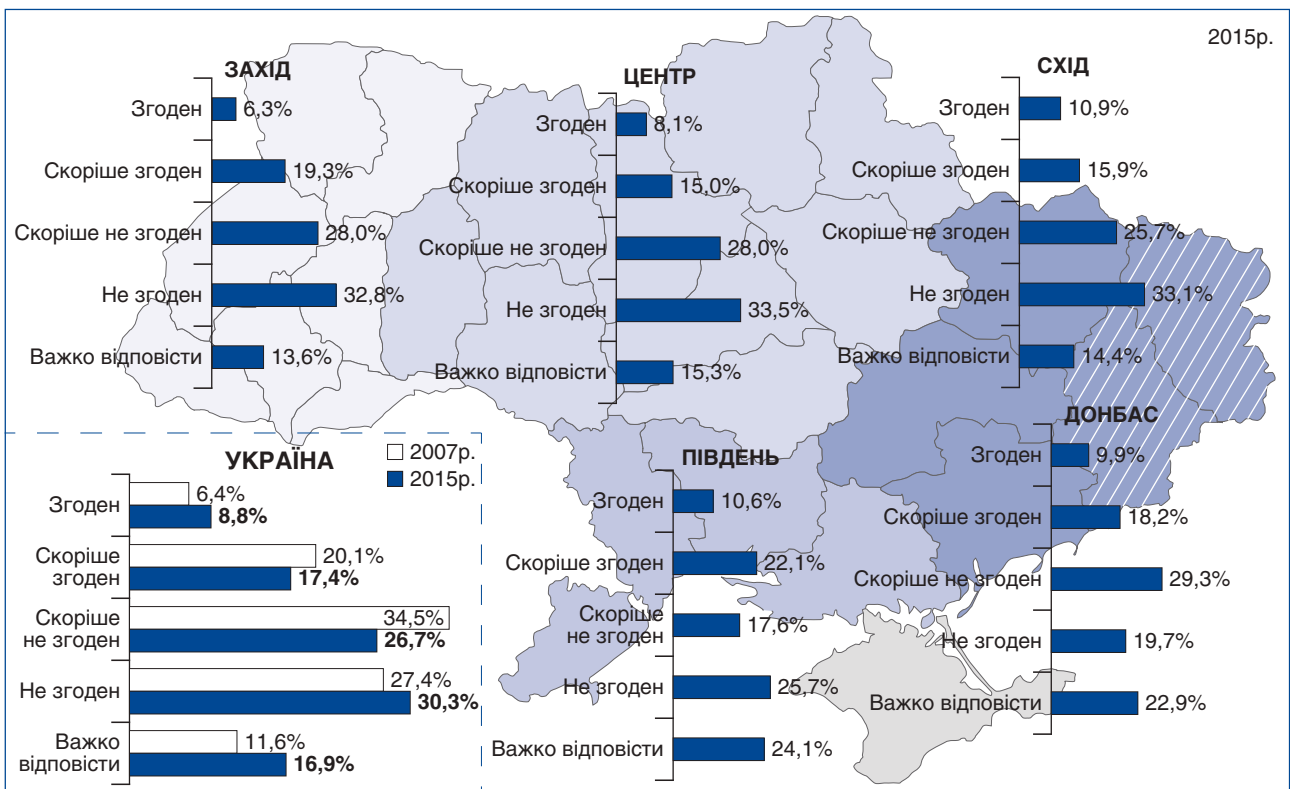 2015р.
ЗАХІД
Згоден 6,3%
Скоріше згоден 19,3%
Скоріше не згоден 28,0%
Не згоден 32,8%
Важко відповісти 13,6%
ЦЕНТР
Згоден 8,1%
Скоріше згоден 15,0%
Скоріше не згоден 28,0%
Не згоден 33,5%
Важко відповісти 15,3%
СХІД
Згоден 10,9%
Скоріше згоден 15,9%
Скоріше не згоден 25,7%
Не згоден 33,1%
Важко відповісти 14,4%
УКРАЇНА
2007р.
2015р.
Згоден
6,4%
8,8%
Скоріше
згоден
20,1%
17,4%
Скоріше
не згоден
34,5%
26,7%
Не згоден
27,4%
30,3%
Важко
відповісти
11,6%
16,9%
ПІВДЕНЬ
Згоден 10,6%
Скоріше згоден 22,1%
Скоріше
не згоден
17,6%
Не згоден 25,7%
Важко відповісти 24,1%
ДОНБАС
Згоден 9,9%
Скоріше згоден 18,2%
Скоріше не згоден 29,3%
Не згоден 19,7%
Важко відповісти 22,9%